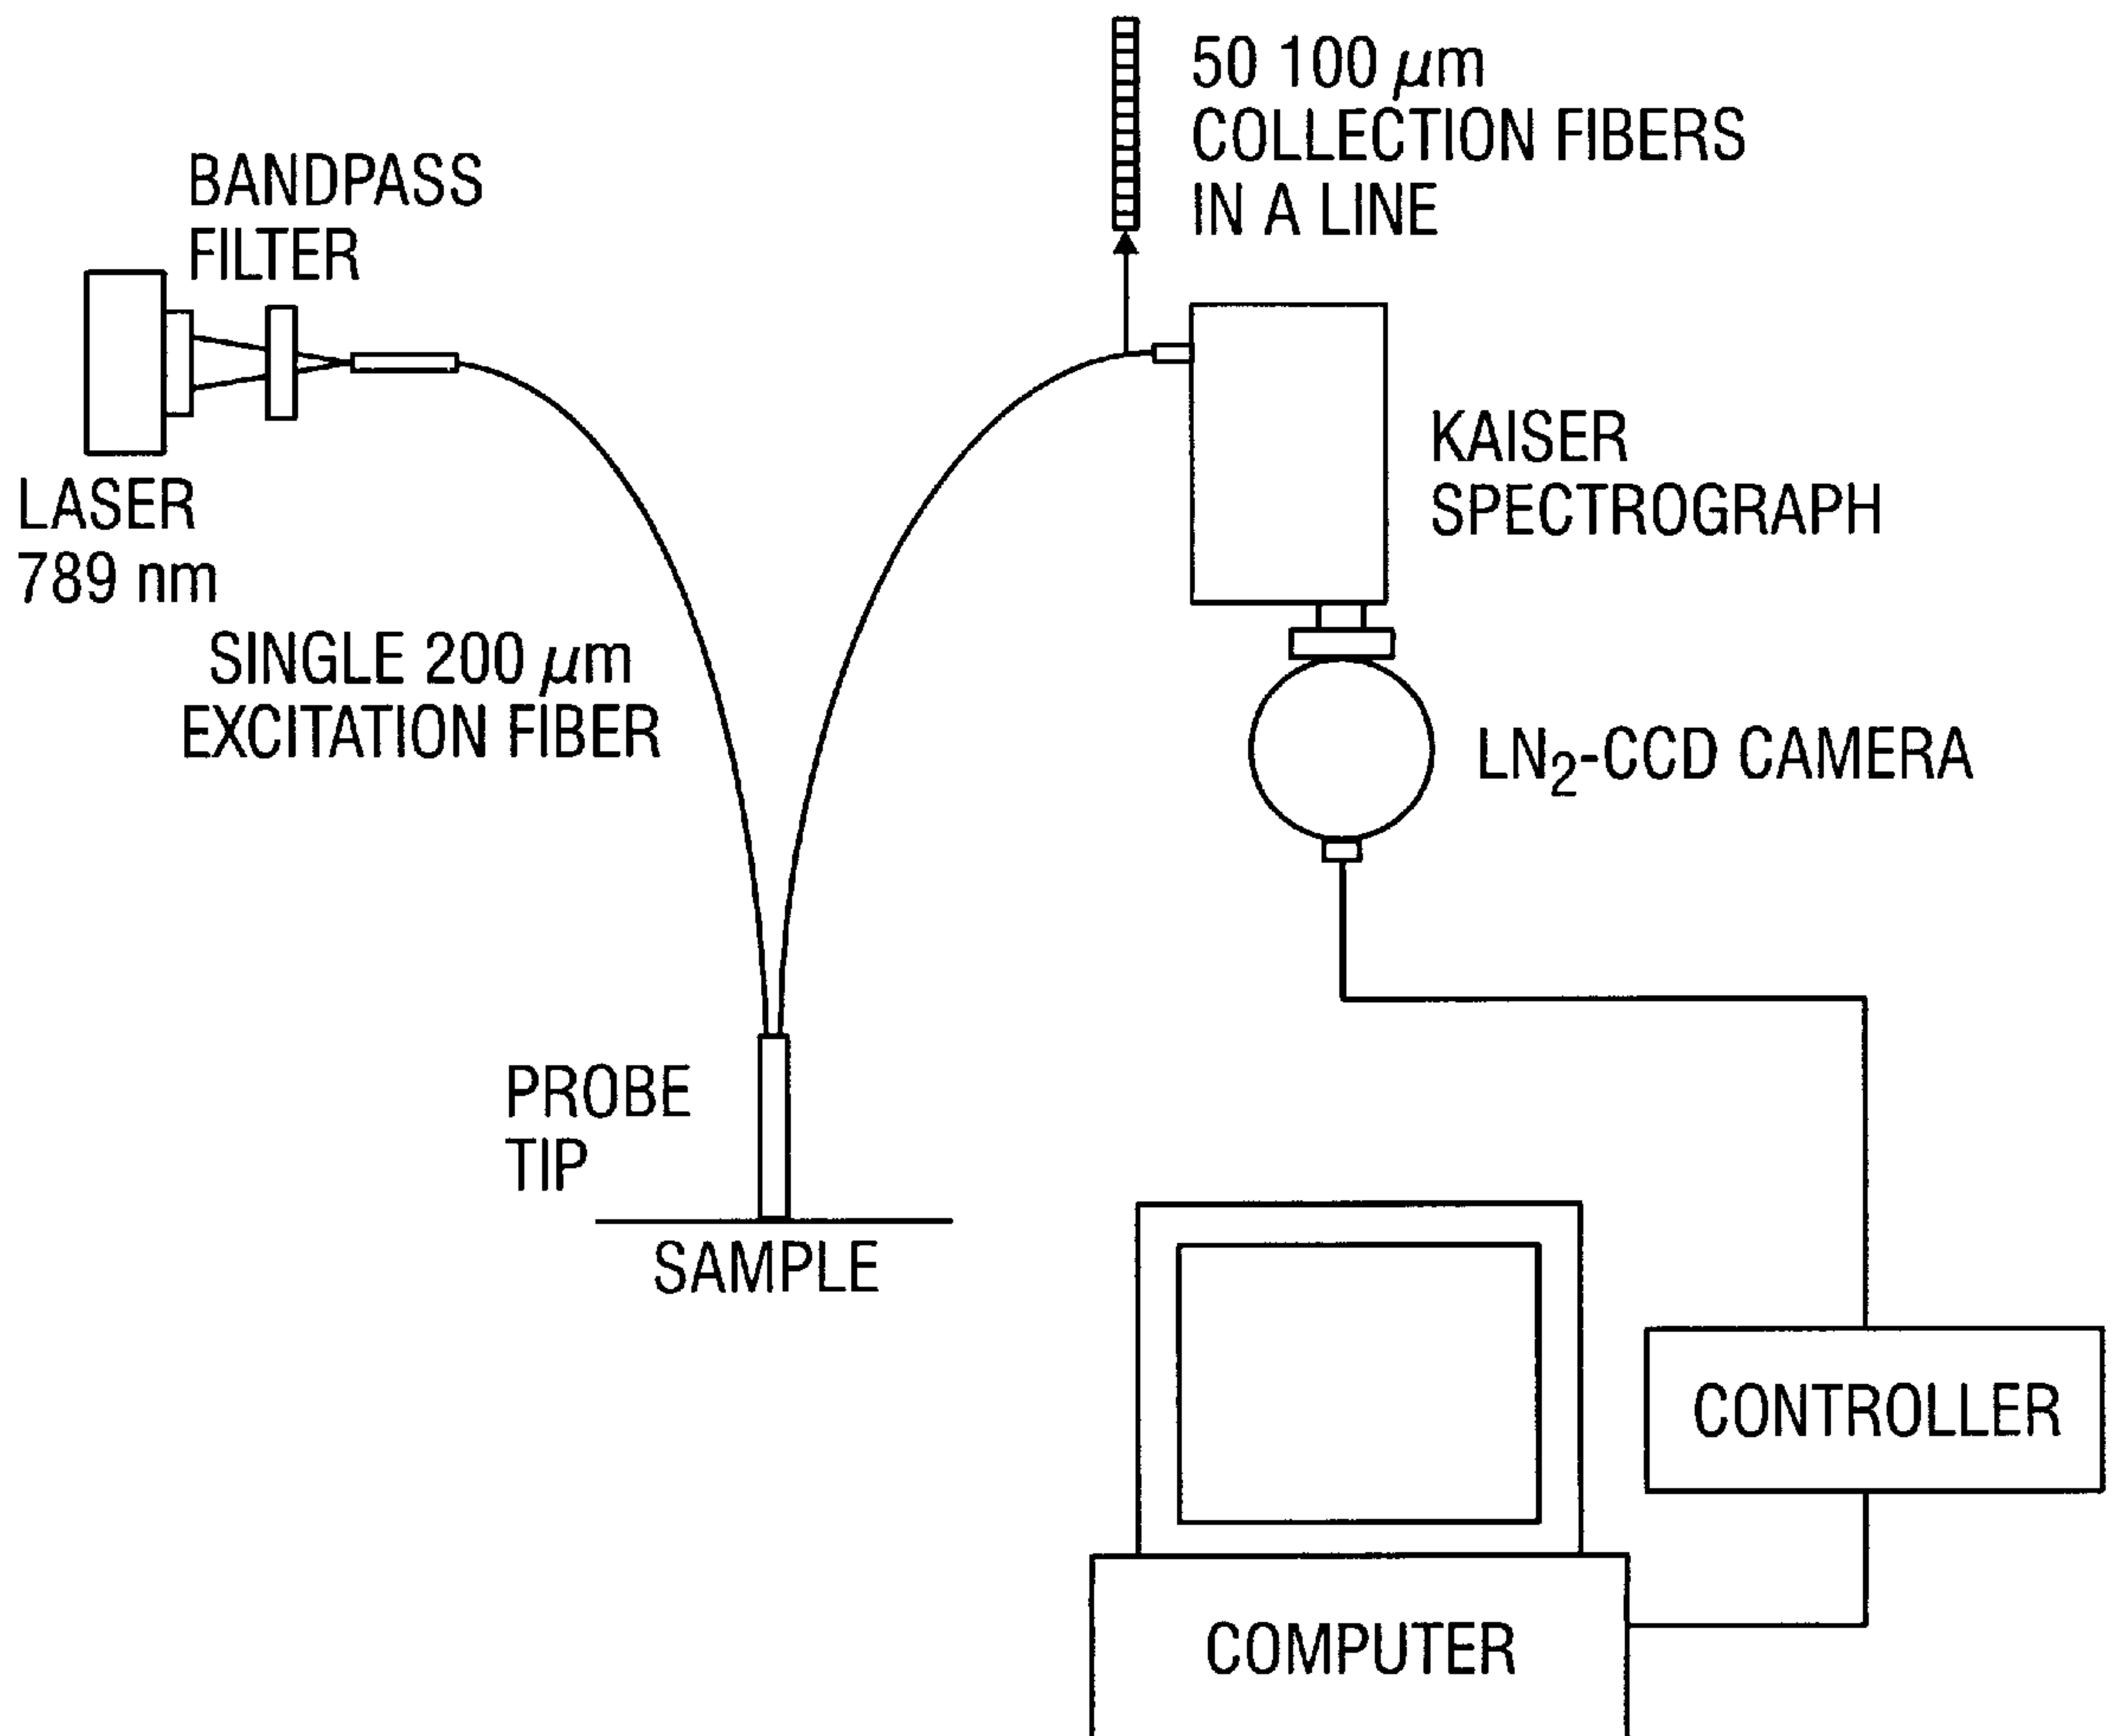 50 100 μm
COLLECTION FIBERS
IN A LINE
BANDPASS
FILTER
LASER
789 nm
KAISER
SPECTROGRAPH
SINGLE 200 μm
EXCITATION FIBER
LN₂-CCD CAMERA
PROBE
TIP
SAMPLE
CONTROLLER
COMPUTER